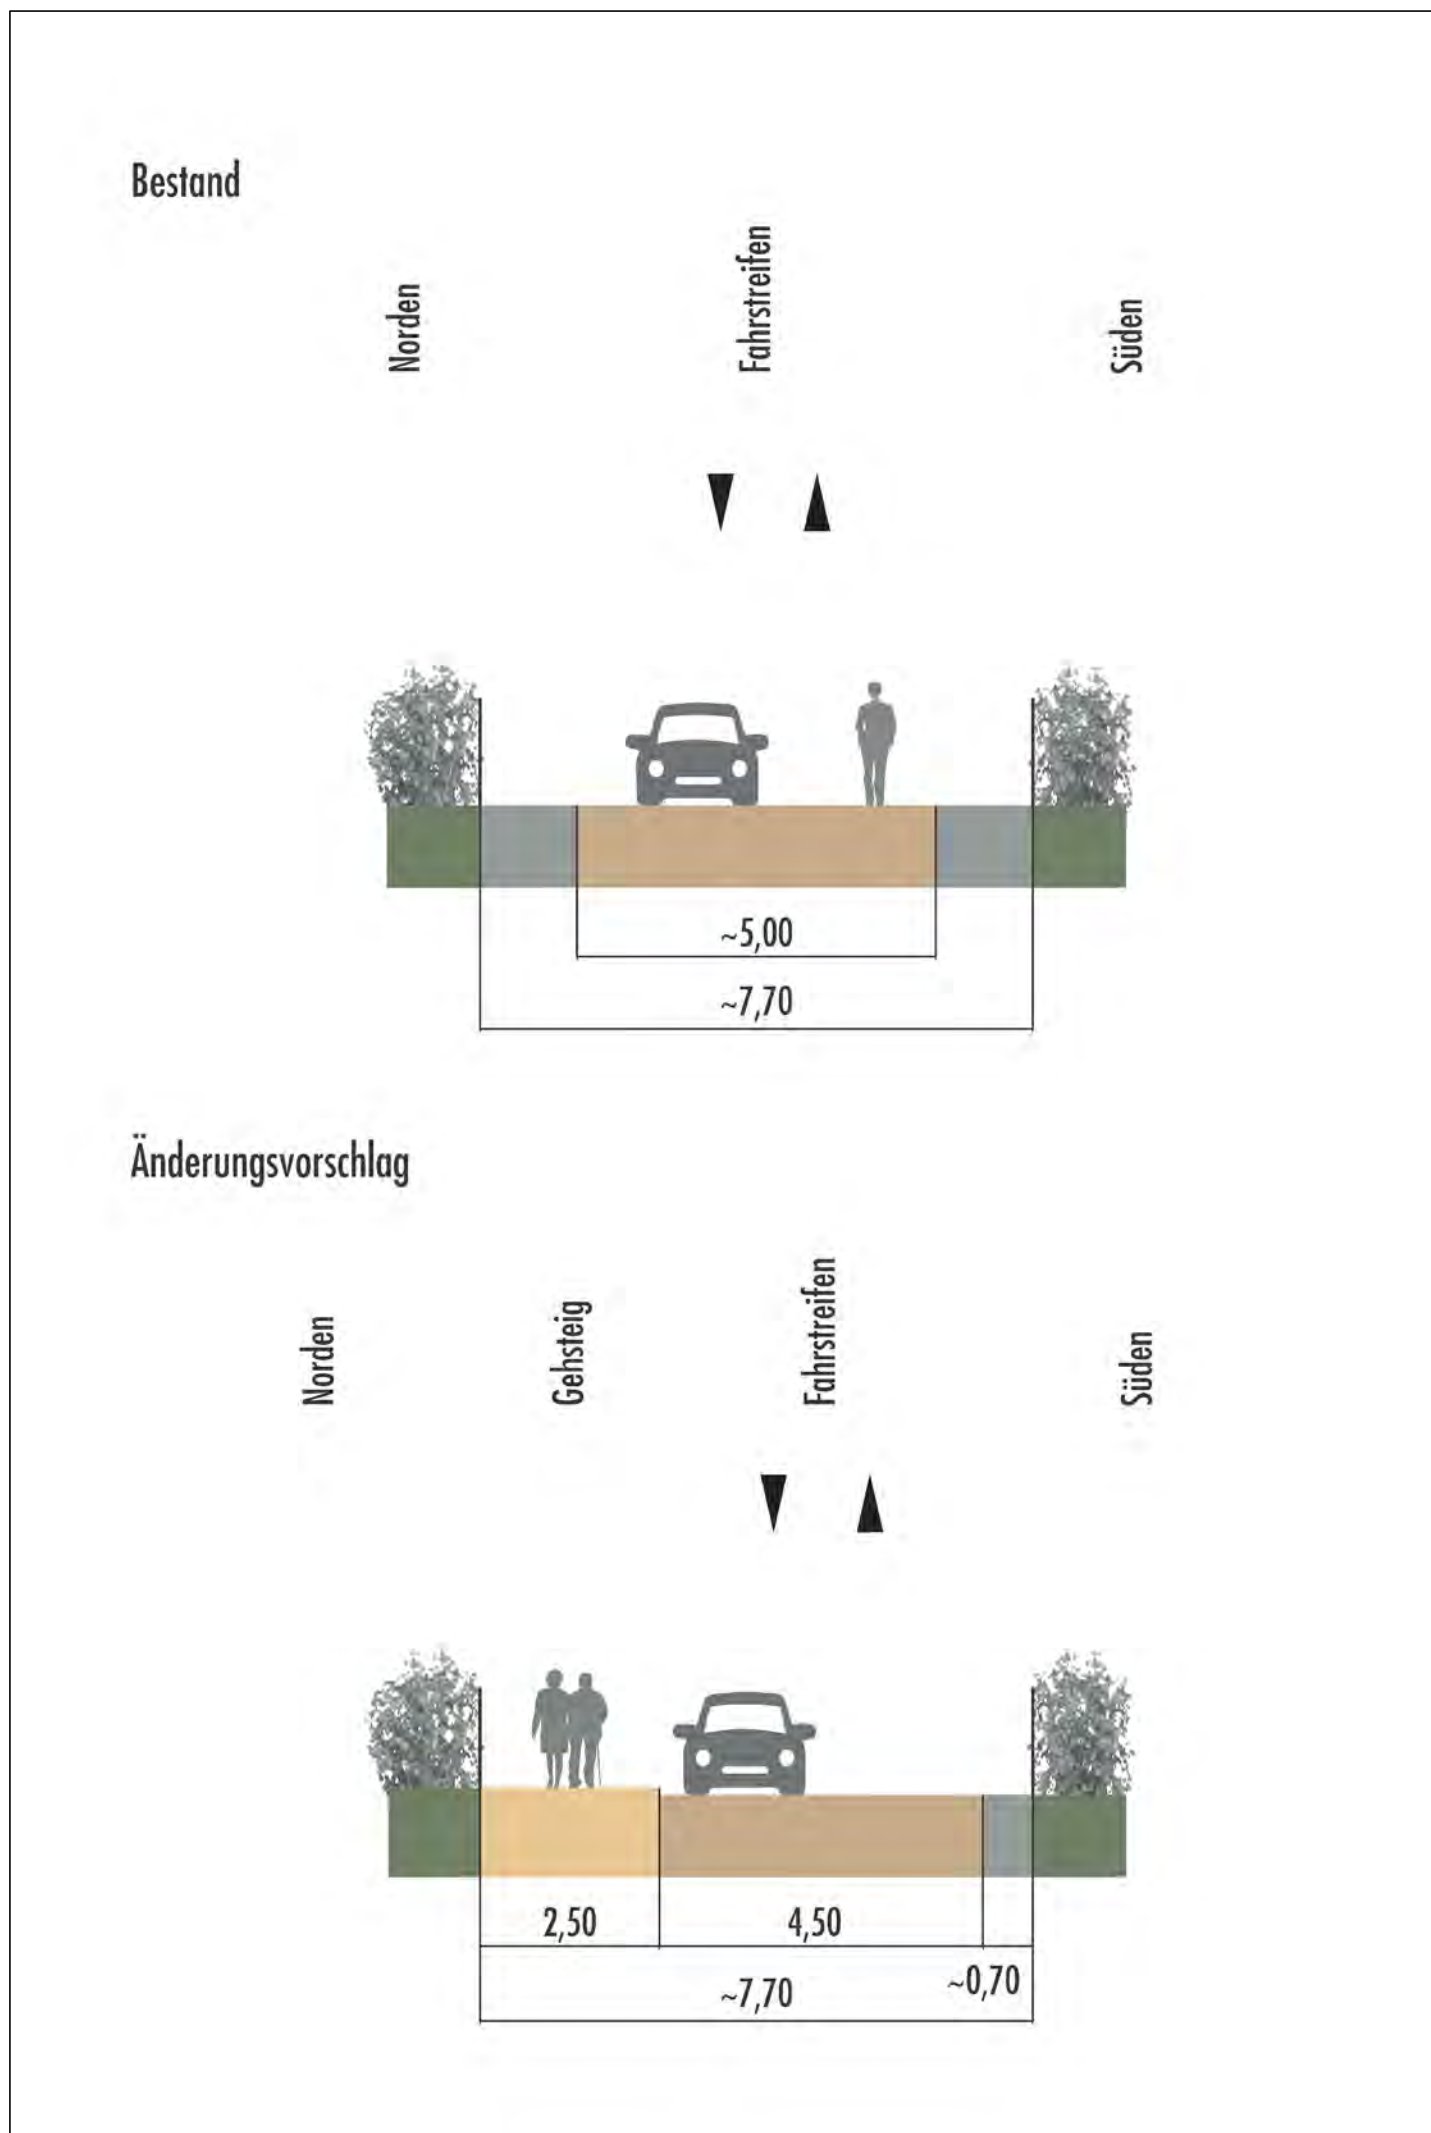 Bestand
Norden
Fahrstreifen
Süden
~5,00
~7,70
Änderungsvorschlag
Norden
Gehsteig
Fahrstreifen
Süden
2,50
4,50
~0,70
~7,70